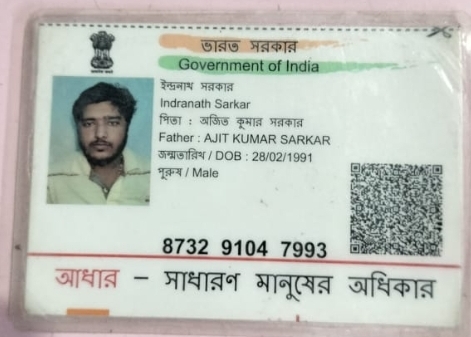 ভারত সরকার
Government of India
ইন্দ্রনাথ সরকার
Indranath Sarkar
পিতা : অজিত কুমার সরকার
Father : AJIT KUMAR SARKAR
জন্মতারিখ / DOB : 28/02/1991
পুরুষ / Male
8732 9104 7993
আধার – সাধারণ মানুষের অধিকার